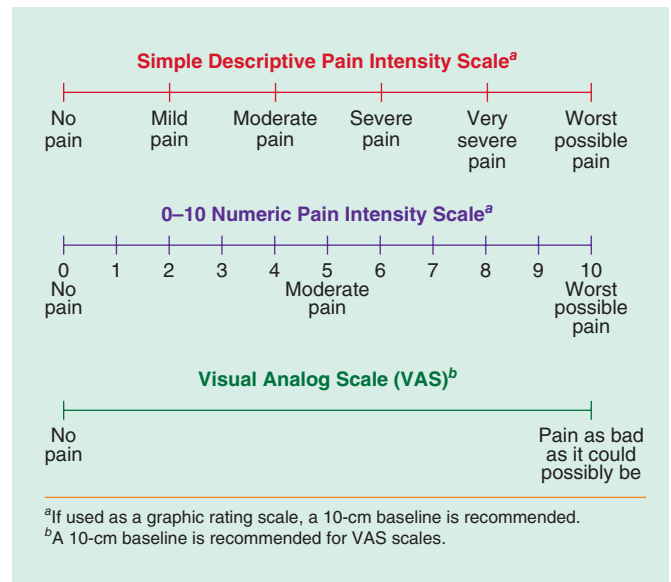 Simple Descriptive Pain Intensity Scale^a
No pain Mild pain Moderate pain Severe pain Very severe pain Worst possible pain
0–10 Numeric Pain Intensity Scale^a
0 1 2 3 4 5 6 7 8 9 10
No pain Moderate pain Worst possible pain
Visual Analog Scale (VAS)^b
No pain Pain as bad as it could possibly be
^aIf used as a graphic rating scale, a 10-cm baseline is recommended.
^bA 10-cm baseline is recommended for VAS scales.